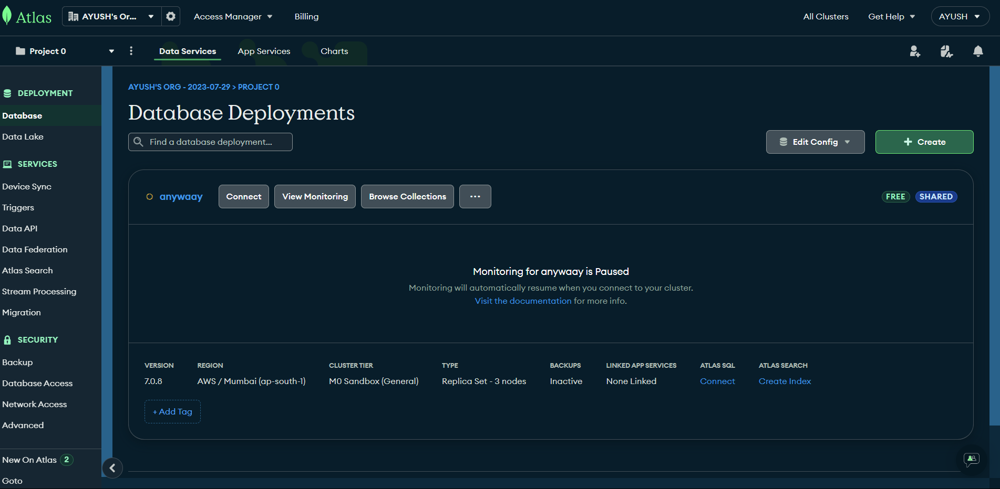 Atlas
AYUSH's Or...
Access Manager
Billing
All Clusters
Get Help
AYUSH
Project 0
Data Services
App Services
Charts
DEPLOYMENT
Database
Data Lake
SERVICES
Device Sync
Triggers
Data API
Data Federation
Atlas Search
Stream Processing
Migration
SECURITY
Backup
Database Access
Network Access
Advanced
New On Atlas 2
Goto
AYUSH'S ORG - 2023-07-29 > PROJECT 0
Database Deployments
Find a database deployment...
Edit Config
+ Create
anywaay
Connect
View Monitoring
Browse Collections
...
FREE
SHARED
Monitoring for anywaay is Paused
Monitoring will automatically resume when you connect to your cluster.
Visit the documentation for more info.
VERSION
7.0.8
REGION
AWS / Mumbai (ap-south-1)
CLUSTER TIER
M0 Sandbox (General)
TYPE
Replica Set - 3 nodes
BACKUPS
Inactive
LINKED APP SERVICES
None Linked
ATLAS SQL
Connect
ATLAS SEARCH
Create Index
+ Add Tag